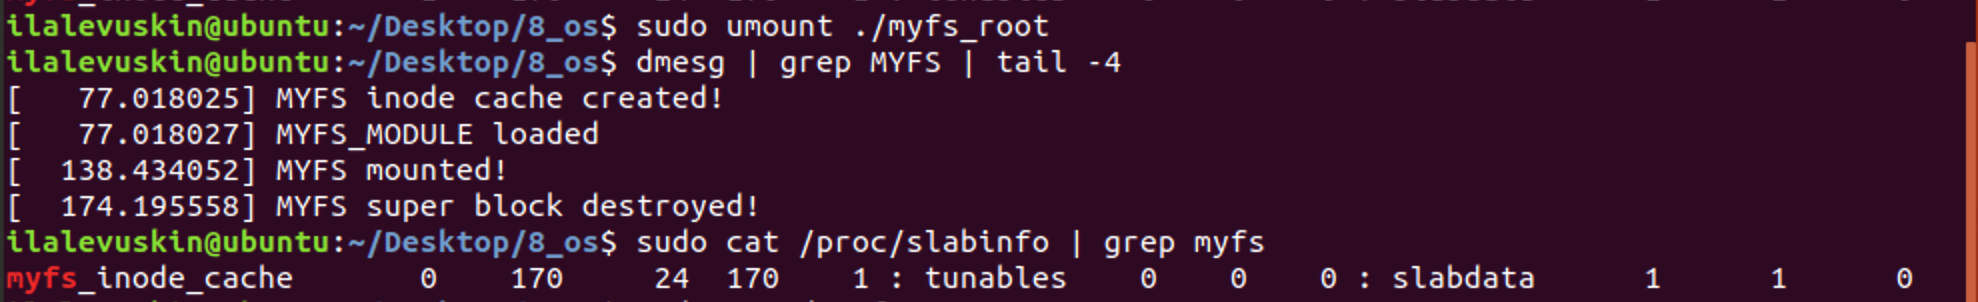 ilalevuskin@ubuntu:~/Desktop/8_os$ sudo umount ./myfs_root
ilalevuskin@ubuntu:~/Desktop/8_os$ dmesg | grep MYFS | tail -4
[   77.018025] MYFS inode cache created!
[   77.018027] MYFS_MODULE loaded
[  138.434052] MYFS mounted!
[  174.195558] MYFS super block destroyed!
ilalevuskin@ubuntu:~/Desktop/8_os$ sudo cat /proc/slabinfo | grep myfs
myfs_inode_cache       0    170     24  170    1 : tunables    0    0    0 : slabdata      1      1      0